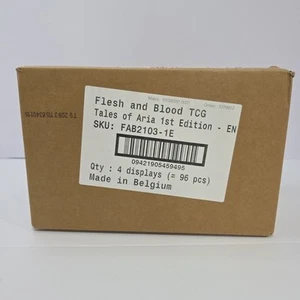 Flesh and Blood TCG
Tales of Aria 1st Edition - EN
SKU: FAB2103-1E
09421905459495
Qty : 4 displays (= 96 pcs)
Made in Belgium